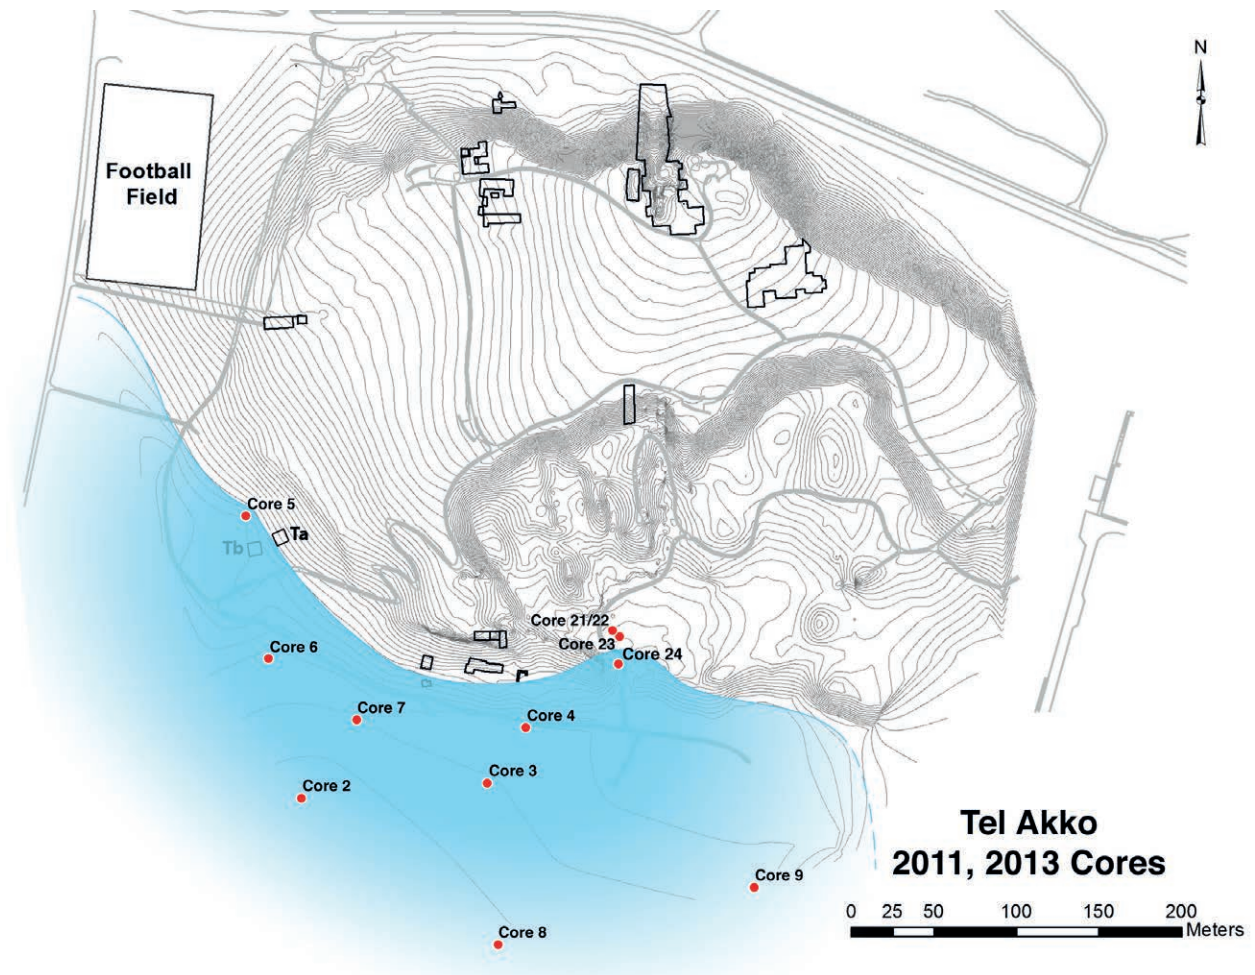 N
Football
Field
Core 5
Ta
Tb
Core 21/22
Core 23
Core 24
Core 6
Core 7
Core 4
Core 3
Core 2
Core 9
Core 8
Tel Akko
2011, 2013 Cores
0 25 50 100 150 200
Meters